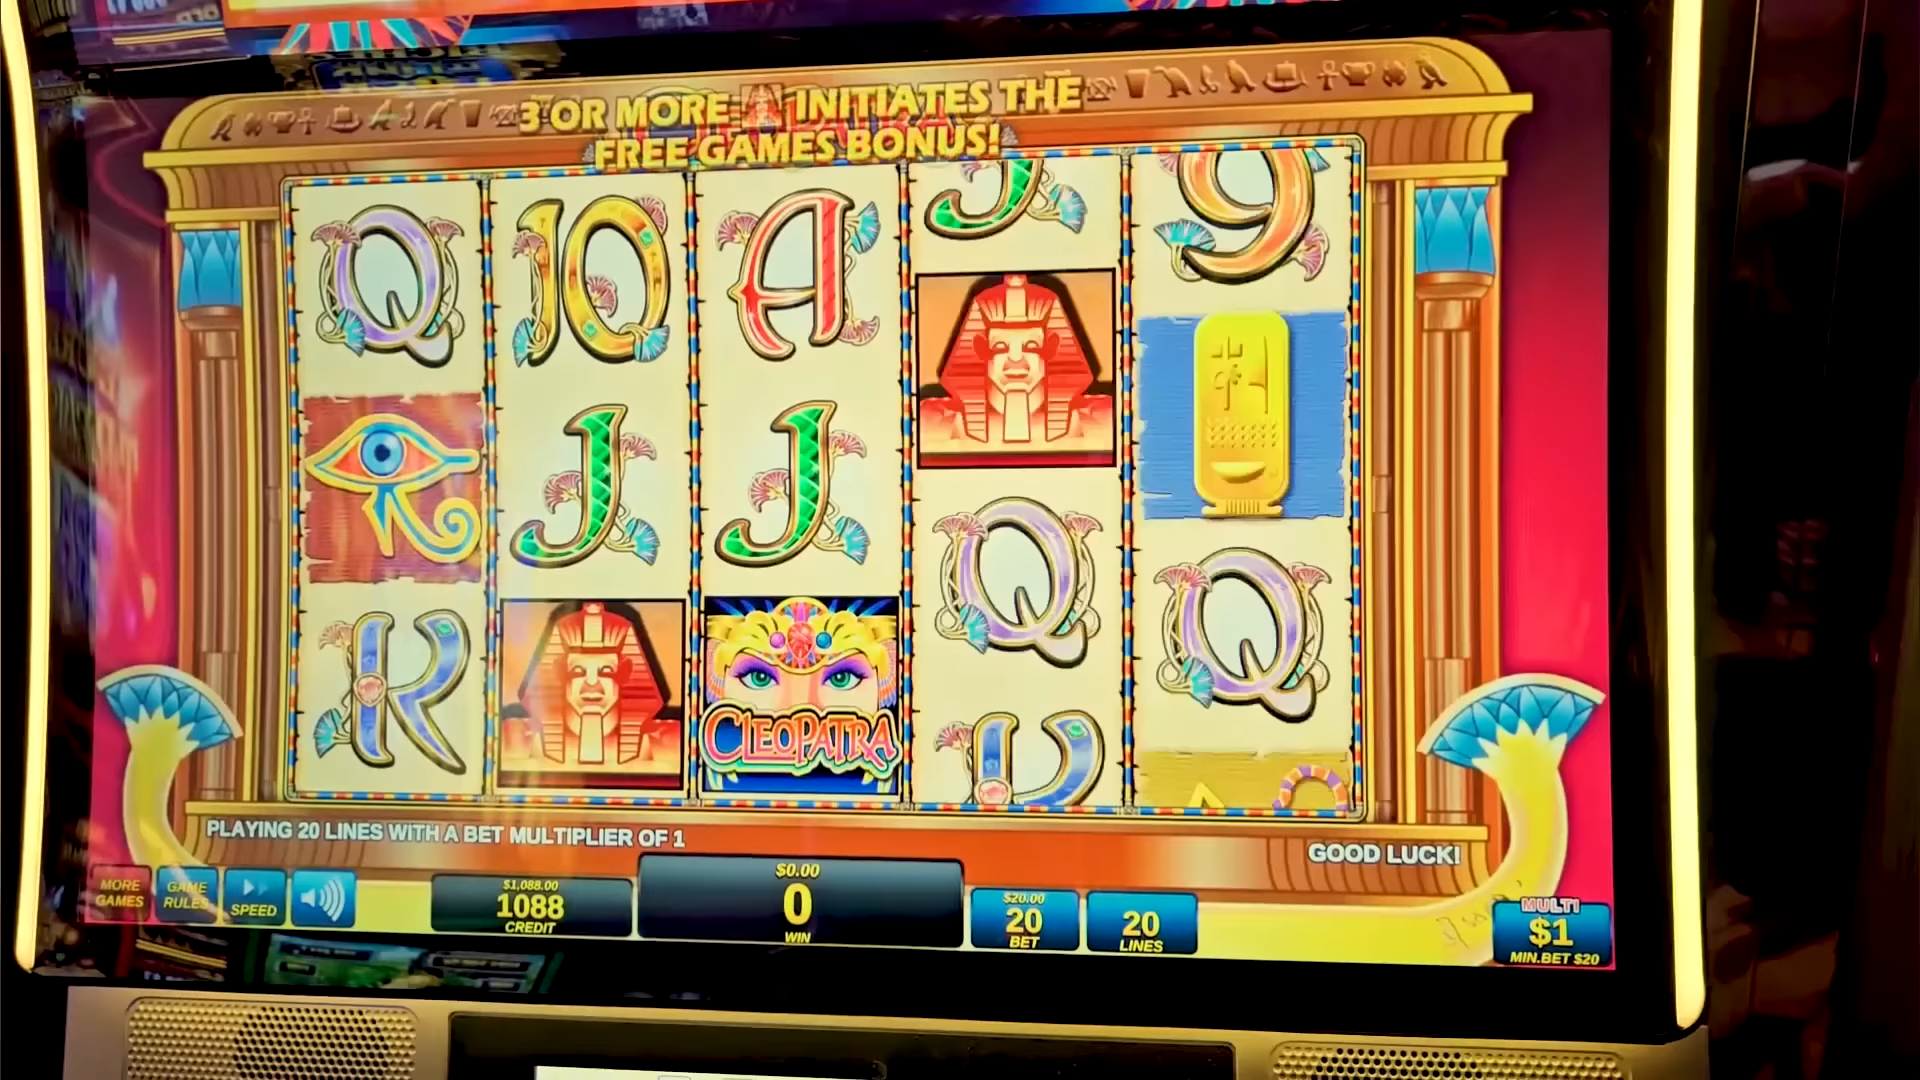 3 OR MORE INITIATES THE
FREE GAMES BONUS!
Q 10 A J 9
J J
Q Q
K CLEOPATRA
PLAYING 20 LINES WITH A BET MULTIPLIER OF 1
GOOD LUCK!
MORE GAMES
GAME RULES
SPEED
$1,088.00
1088
CREDIT
$0.00
0
WIN
$20.00
20
BET
20
LINES
MULTI
$1
MIN.BET $20